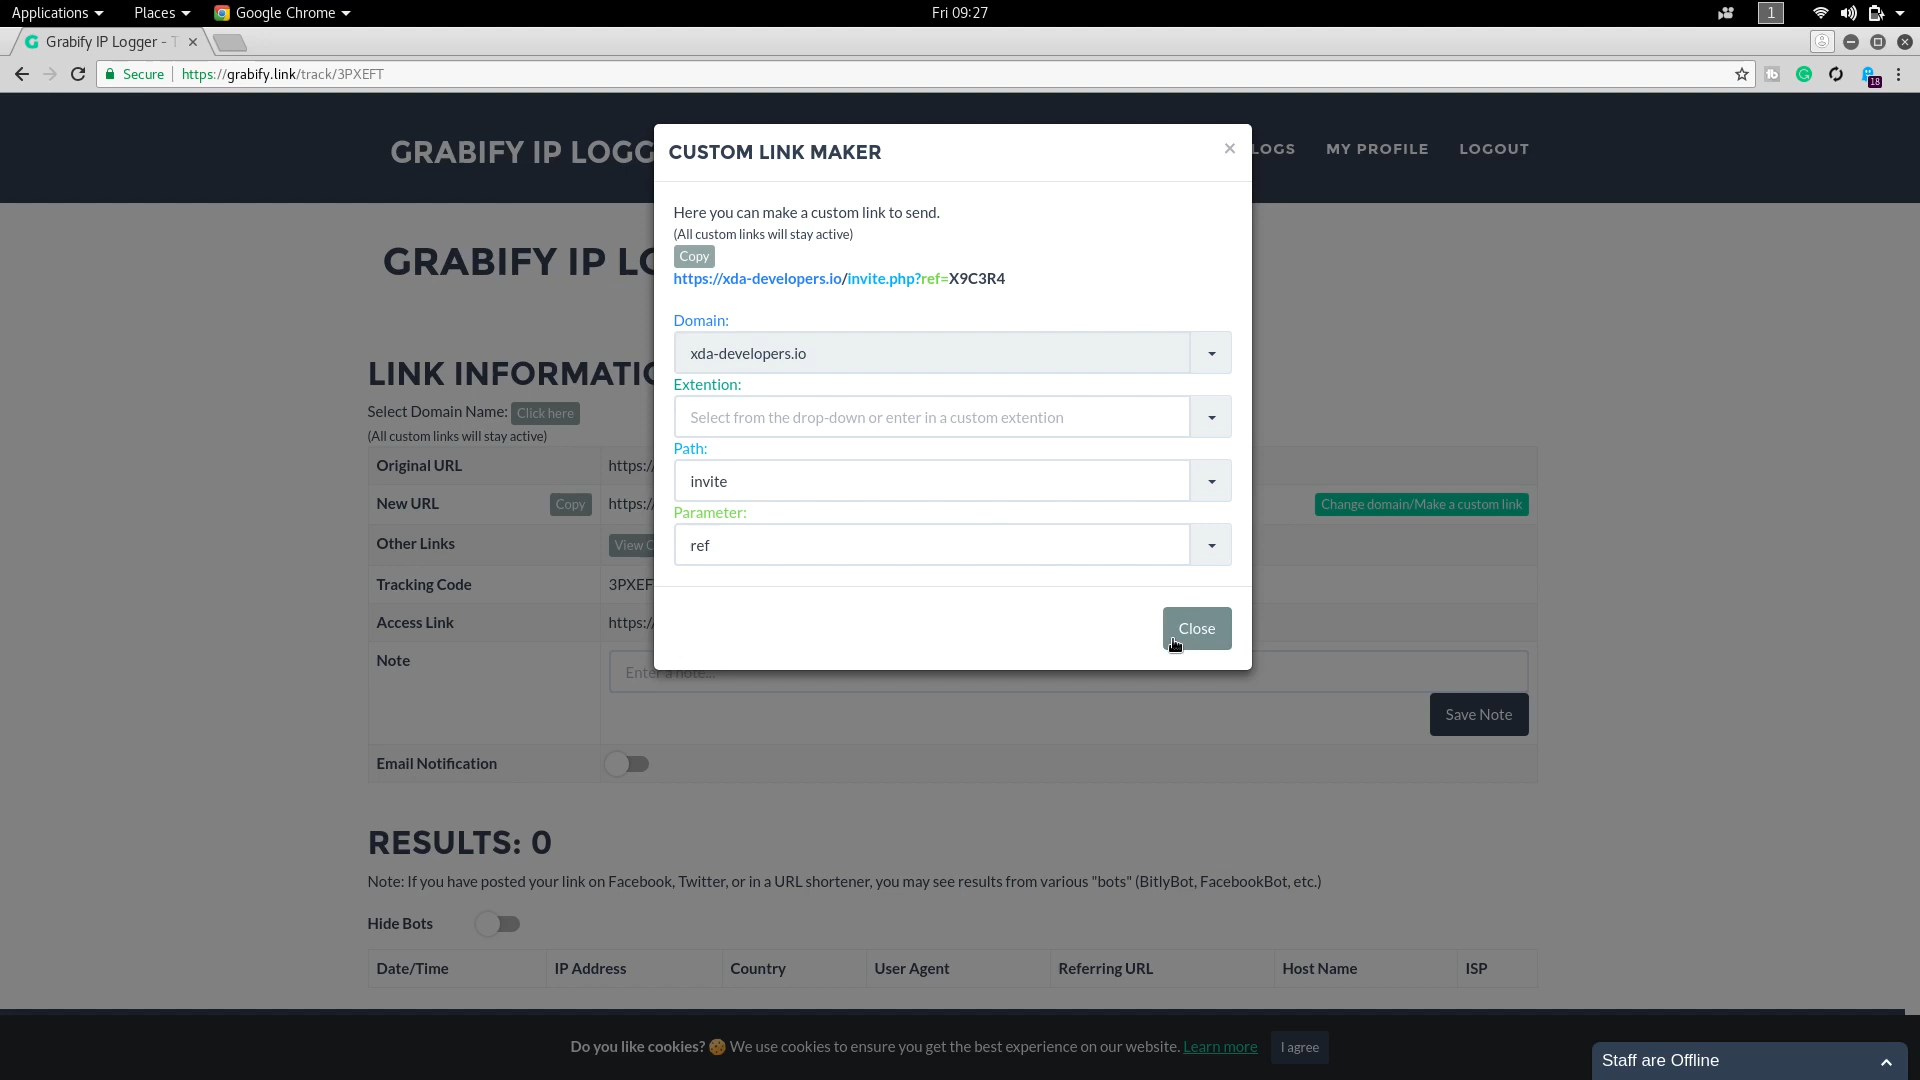 Applications Places Google Chrome Fri 09:27 1
Grabify IP Logger - T
Secure https://grabify.link/track/3PXEFT 18
GRABIFY IP LOGG LOGS MY PROFILE LOGOUT
CUSTOM LINK MAKER ×
Here you can make a custom link to send.
(All custom links will stay active)
Copy
https://xda-developers.io/invite.php?ref=X9C3R4
Domain:
xda-developers.io
Extention:
Select from the drop-down or enter in a custom extention
Path:
invite
Parameter:
ref
Close
GRABIFY IP LO
LINK INFORMATIO
Select Domain Name: Click here
(All custom links will stay active)
Original URL https:/
New URL Copy https:/ Change domain/Make a custom link
Other Links View C
Tracking Code 3PXEF
Access Link https:/
Note Enter a note...
Save Note
Email Notification
RESULTS: 0
Note: If you have posted your link on Facebook, Twitter, or in a URL shortener, you may see results from various "bots" (BitlyBot, FacebookBot, etc.)
Hide Bots
Date/Time IP Address Country User Agent Referring URL Host Name ISP
Do you like cookies? 🍪 We use cookies to ensure you get the best experience on our website. Learn more I agree
Staff are Offline